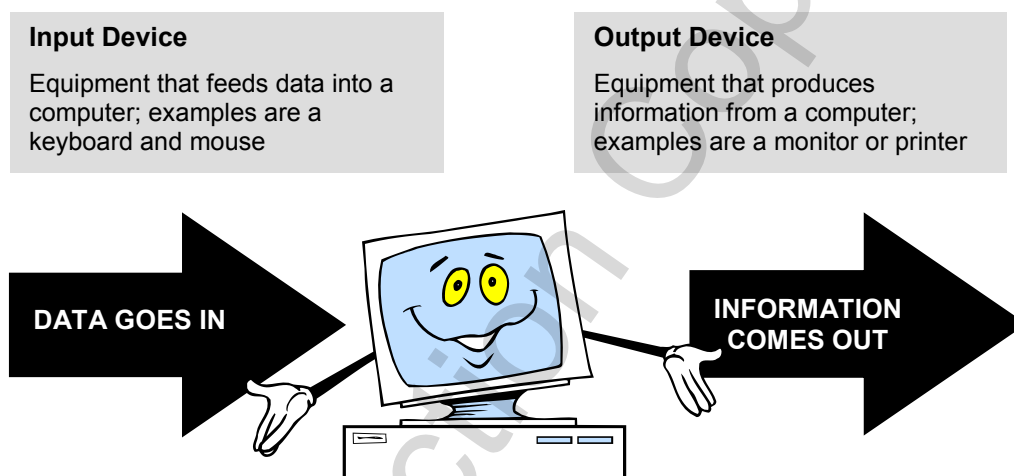 Input Device
Equipment that feeds data into a
computer; examples are a
keyboard and mouse
Output Device
Equipment that produces
information from a computer;
examples are a monitor or printer
DATA GOES IN
INFORMATION
COMES OUT